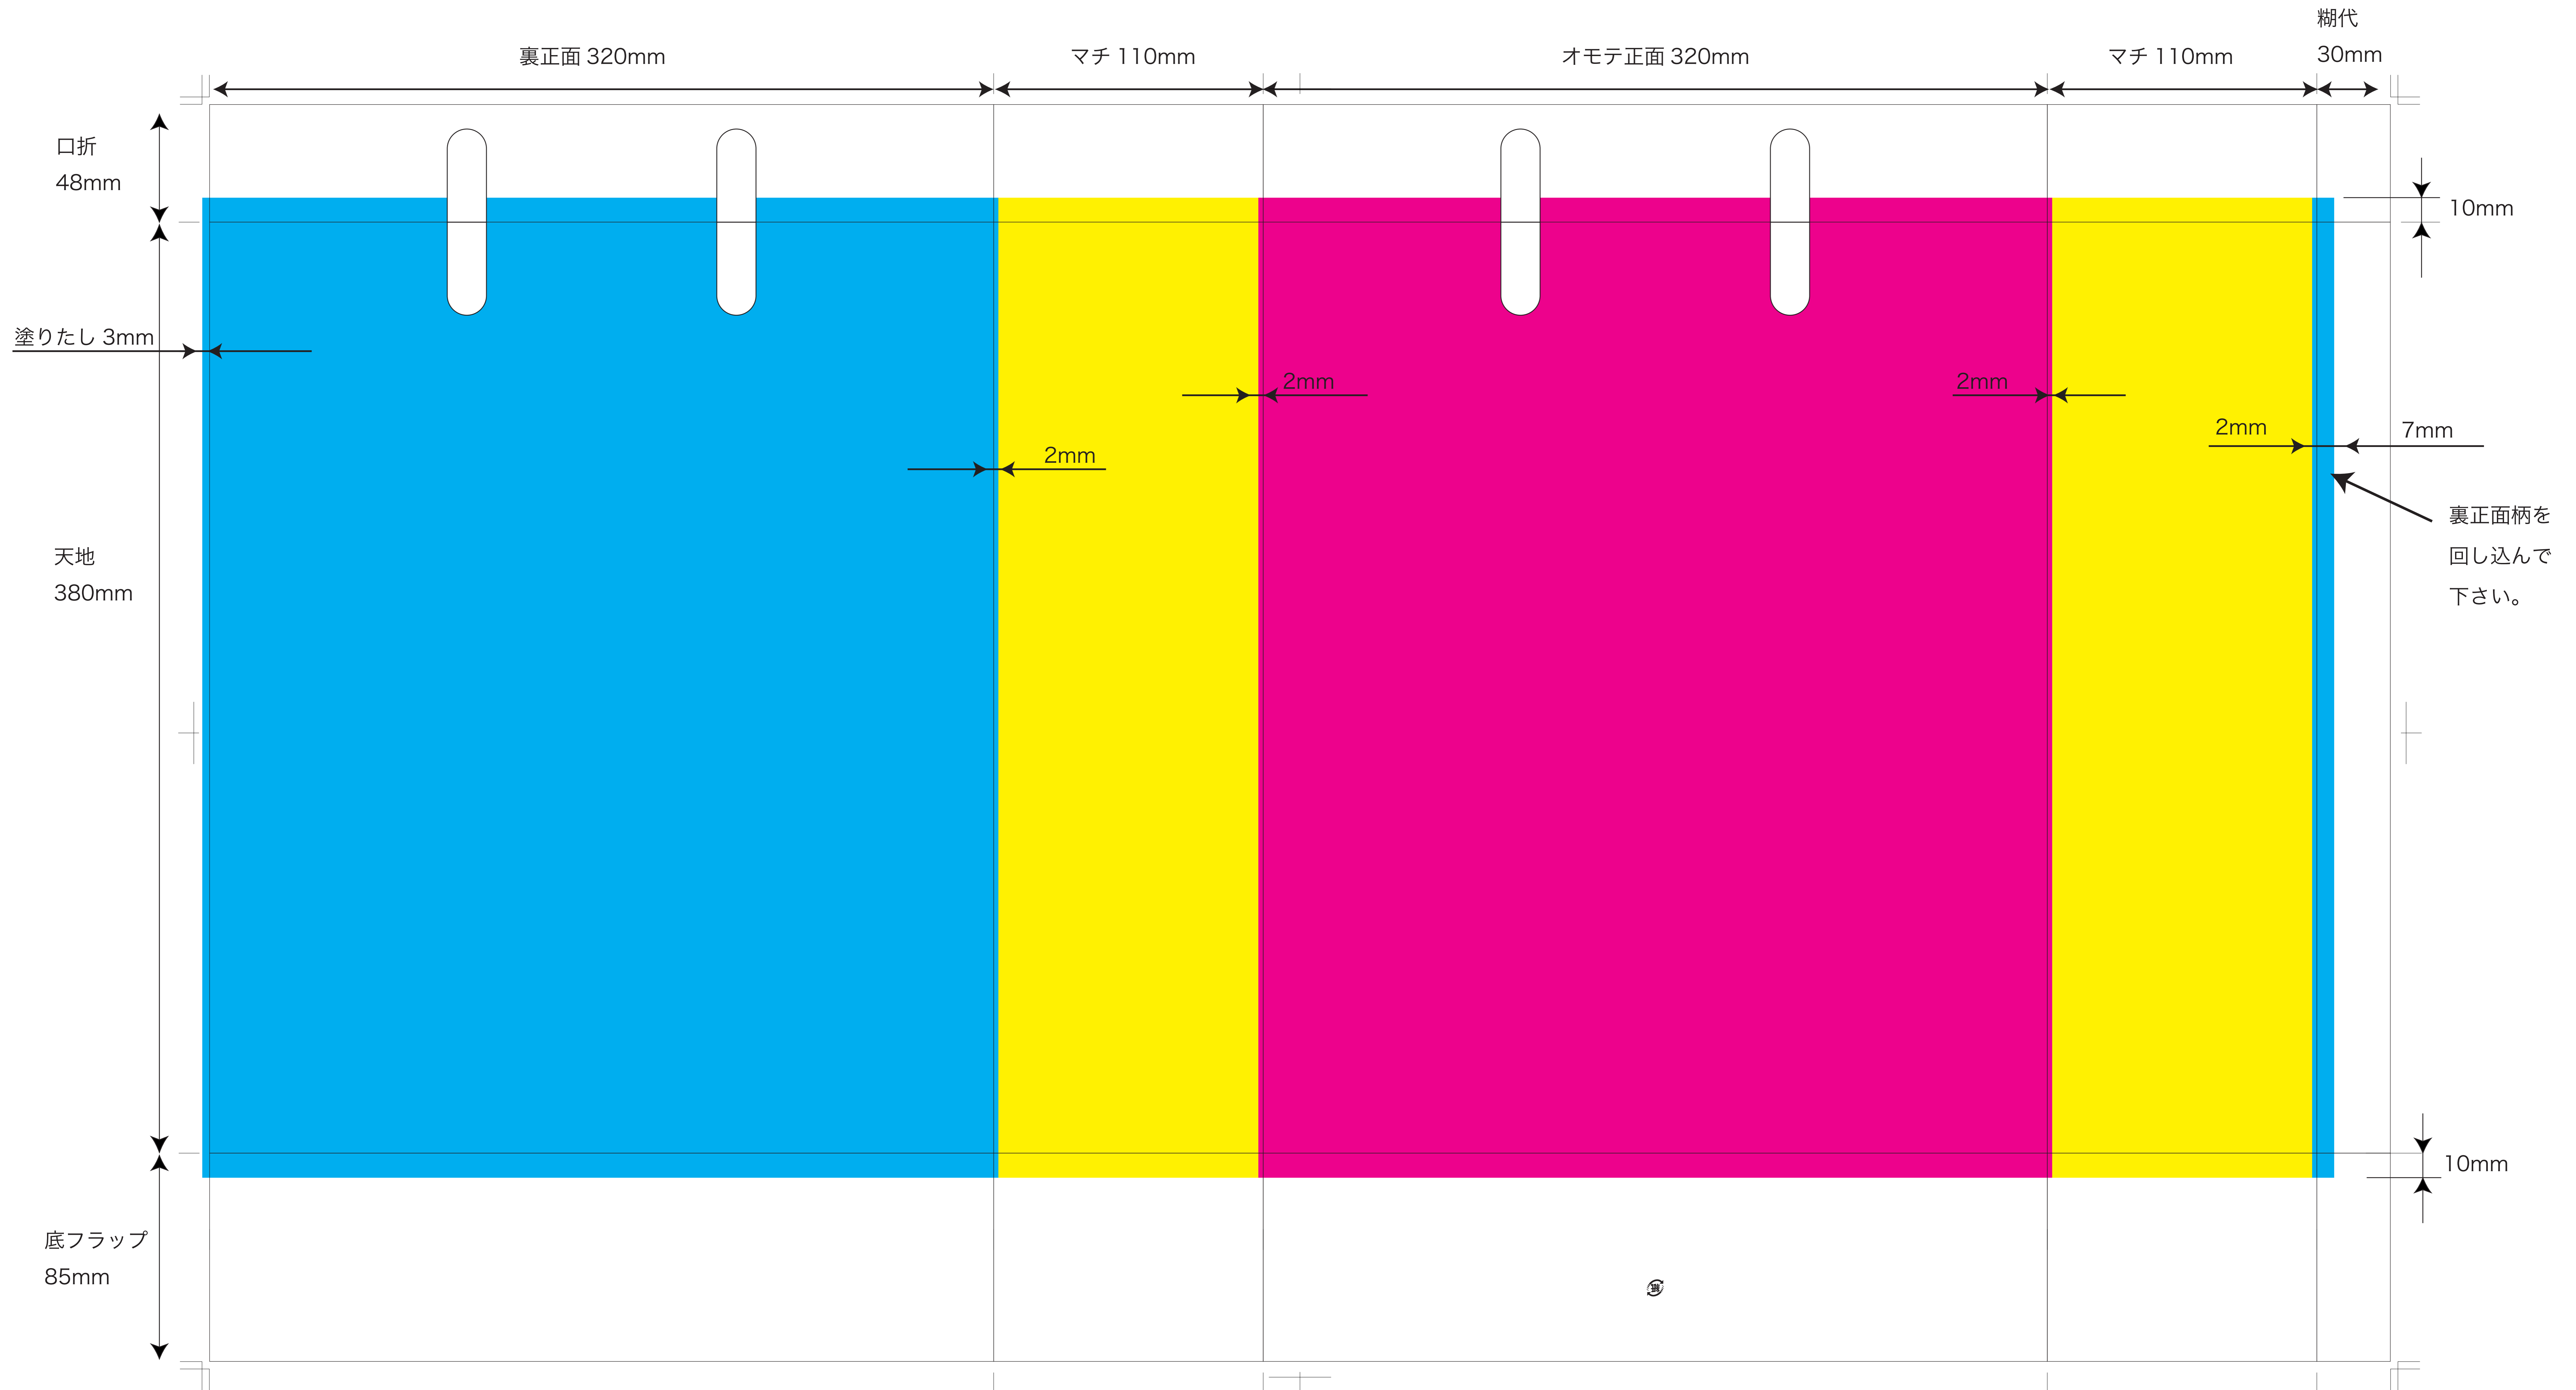 糊代
30mm
裏正面 320mm
マチ 110mm
オモテ正面 320mm
マチ 110mm
口折
48mm
10mm
塗りたし 3mm
2mm
2mm
2mm
2mm
7mm
裏正面柄を
回し込んで
下さい。
天地
380mm
10mm
底フラップ
85mm